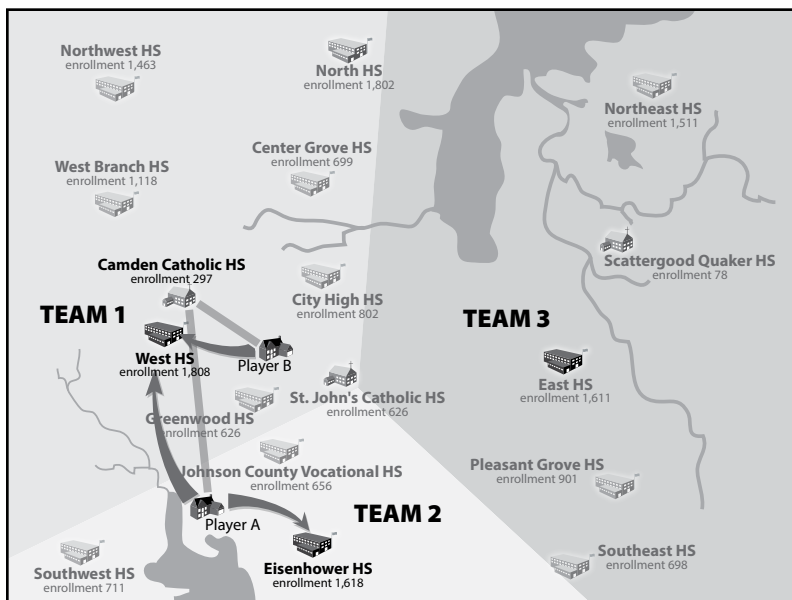 Northwest HS
enrollment 1,463
North HS
enrollment 1,802
Northeast HS
enrollment 1,511
Center Grove HS
enrollment 699
West Branch HS
enrollment 1,118
Scattergood Quaker HS
enrollment 78
Camden Catholic HS
enrollment 297
City High HS
enrollment 802
TEAM 1
TEAM 3
West HS
enrollment 1,808
Player B
East HS
enrollment 1,611
St. John's Catholic HS
enrollment 626
Greenwood HS
enrollment 626
Johnson County Vocational HS
enrollment 656
Pleasant Grove HS
enrollment 901
Player A
TEAM 2
Southwest HS
enrollment 711
Eisenhower HS
enrollment 1,618
Southeast HS
enrollment 698